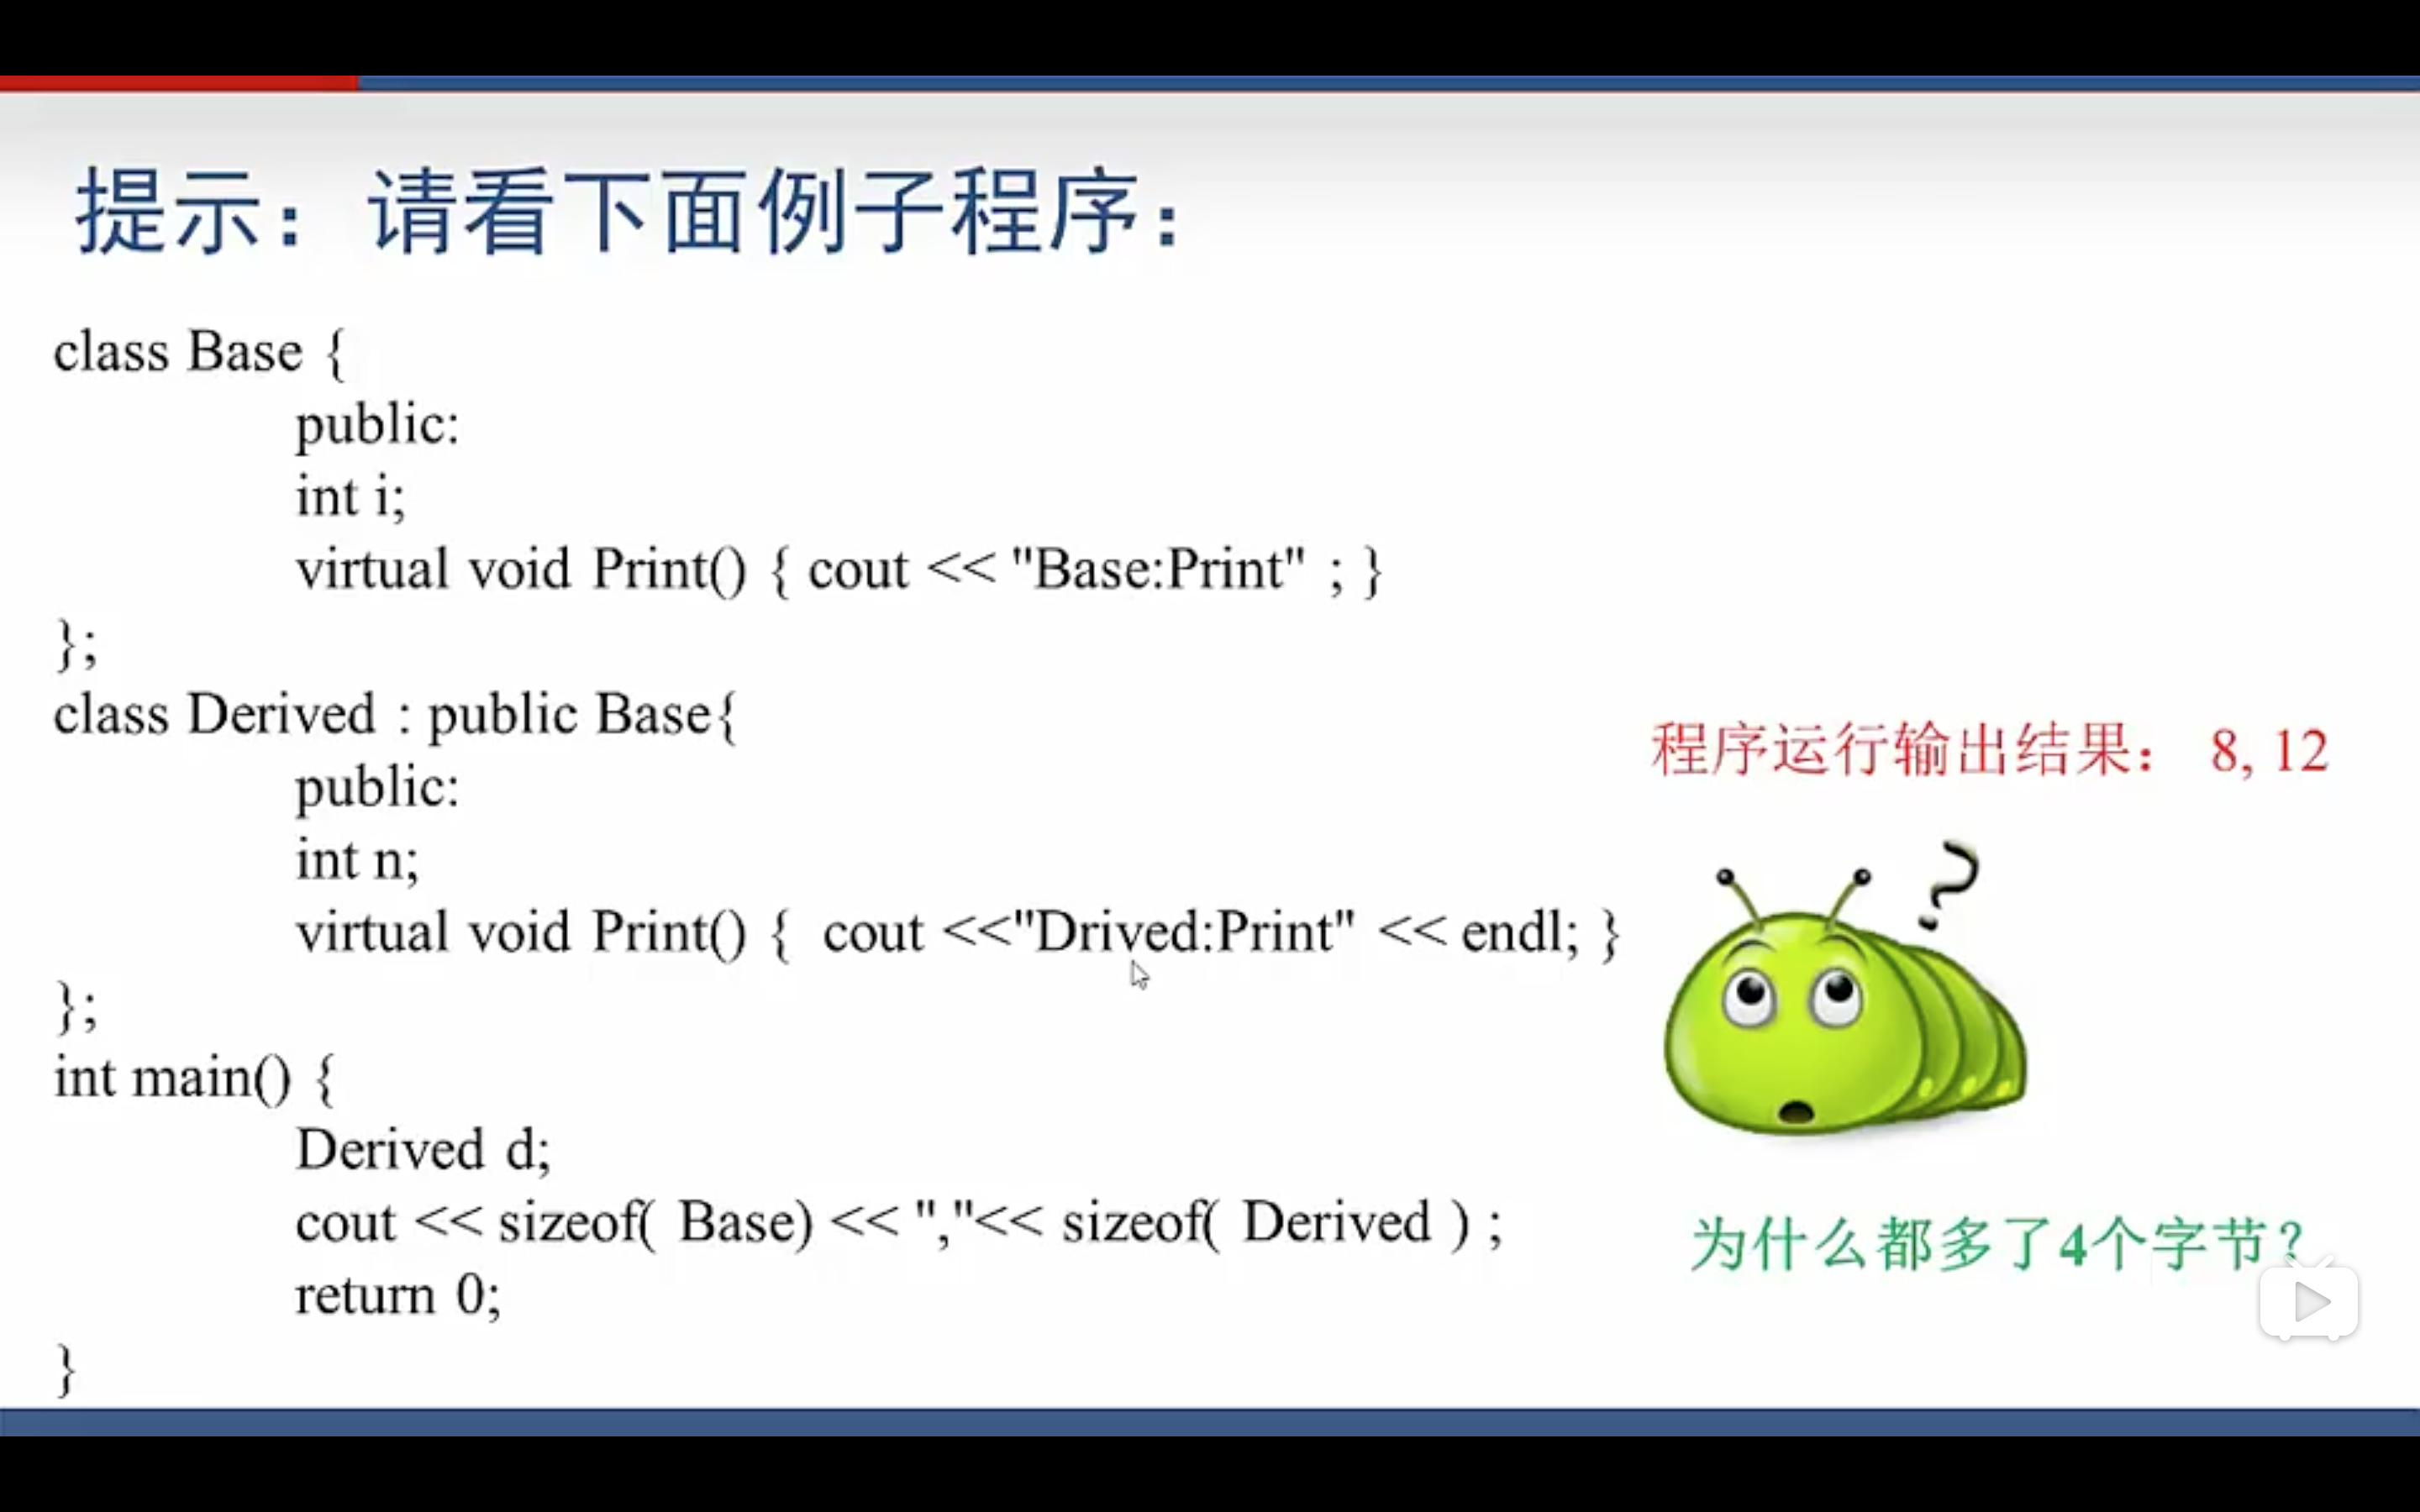 提示：请看下面例子程序：
class Base {
public:
int i;
virtual void Print() { cout << "Base:Print" ; }
};
class Derived : public Base{
public:
int n;
virtual void Print() { cout <<"Drived:Print" << endl; }
};
int main() {
Derived d;
cout << sizeof( Base) << ","<< sizeof( Derived ) ;
return 0;
}
程序运行输出结果： 8, 12
为什么都多了4个字节？